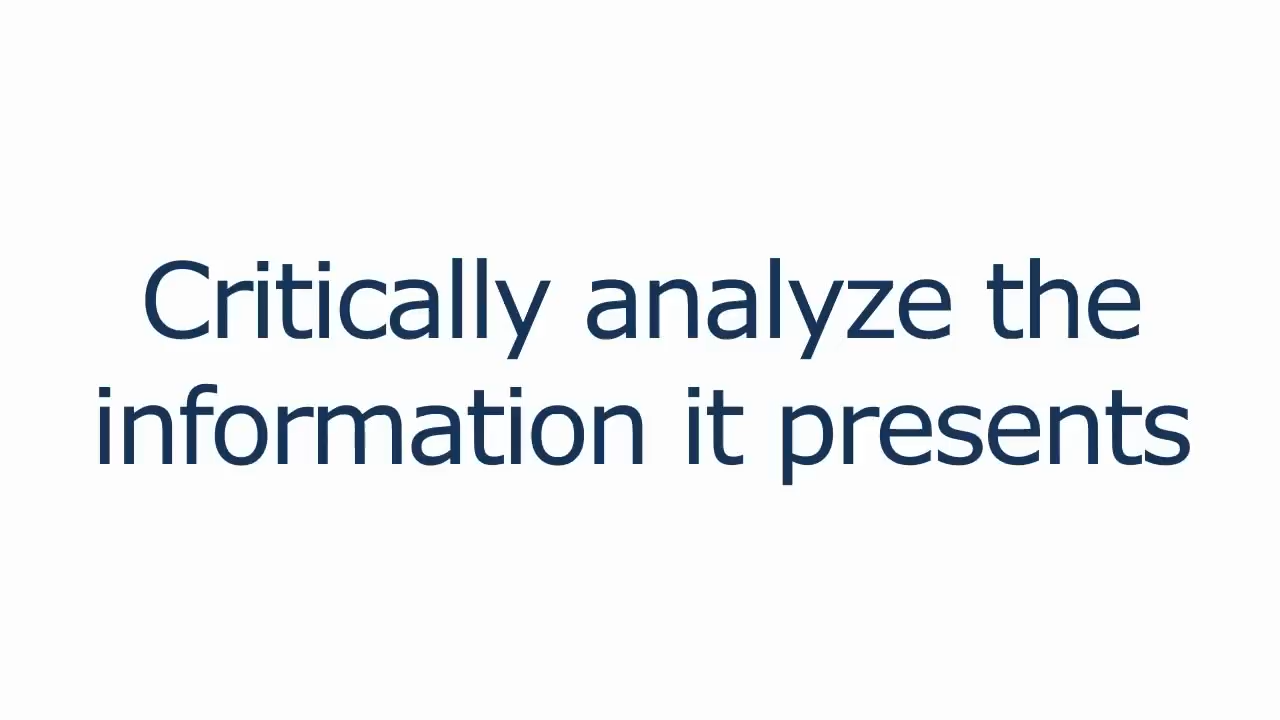 Critically analyze the
information it presents